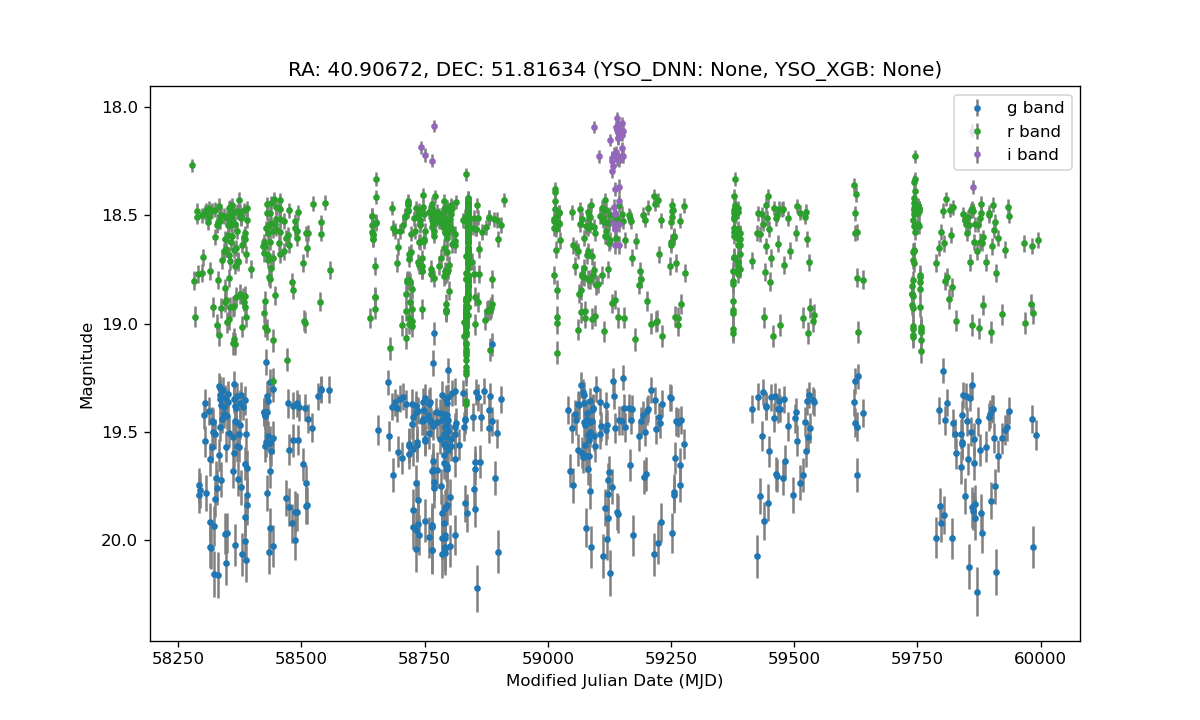 RA: 40.90672, DEC: 51.81634 (YSO_DNN: None, YSO_XGB: None)
g band
r band
i band
18.0
18.5
19.0
19.5
20.0
Magnitude
58250 58500 58750 59000 59250 59500 59750 60000
Modified Julian Date (MJD)